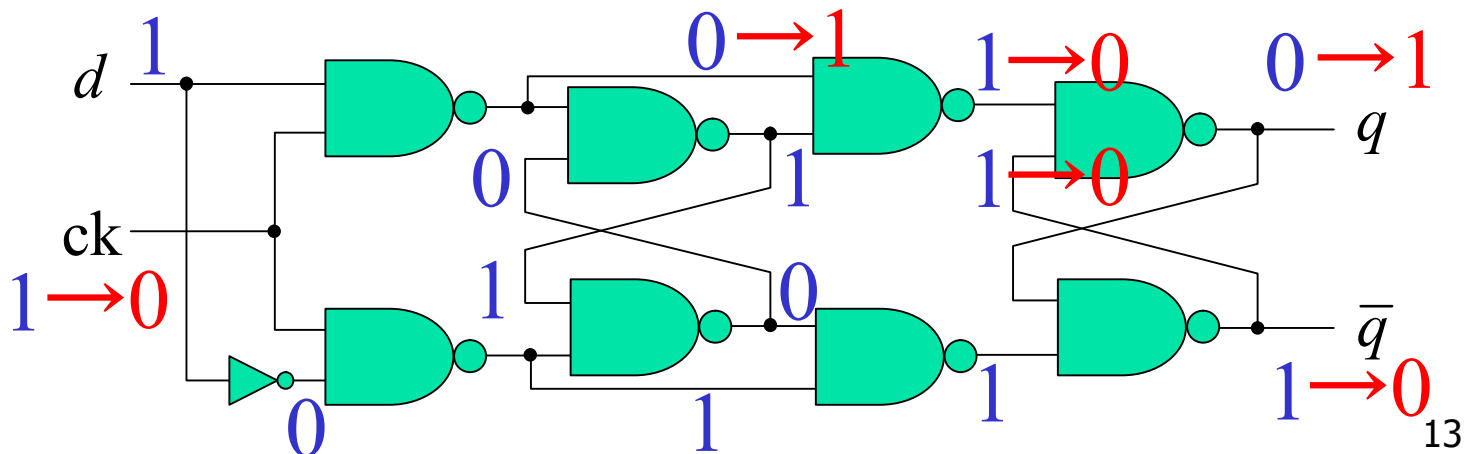 1 0 → 1 1 → 0 0 → 1
d q
0 1 1 → 0
ck
1 → 0 1 0
q̅
0 1 1 1 → 0
13